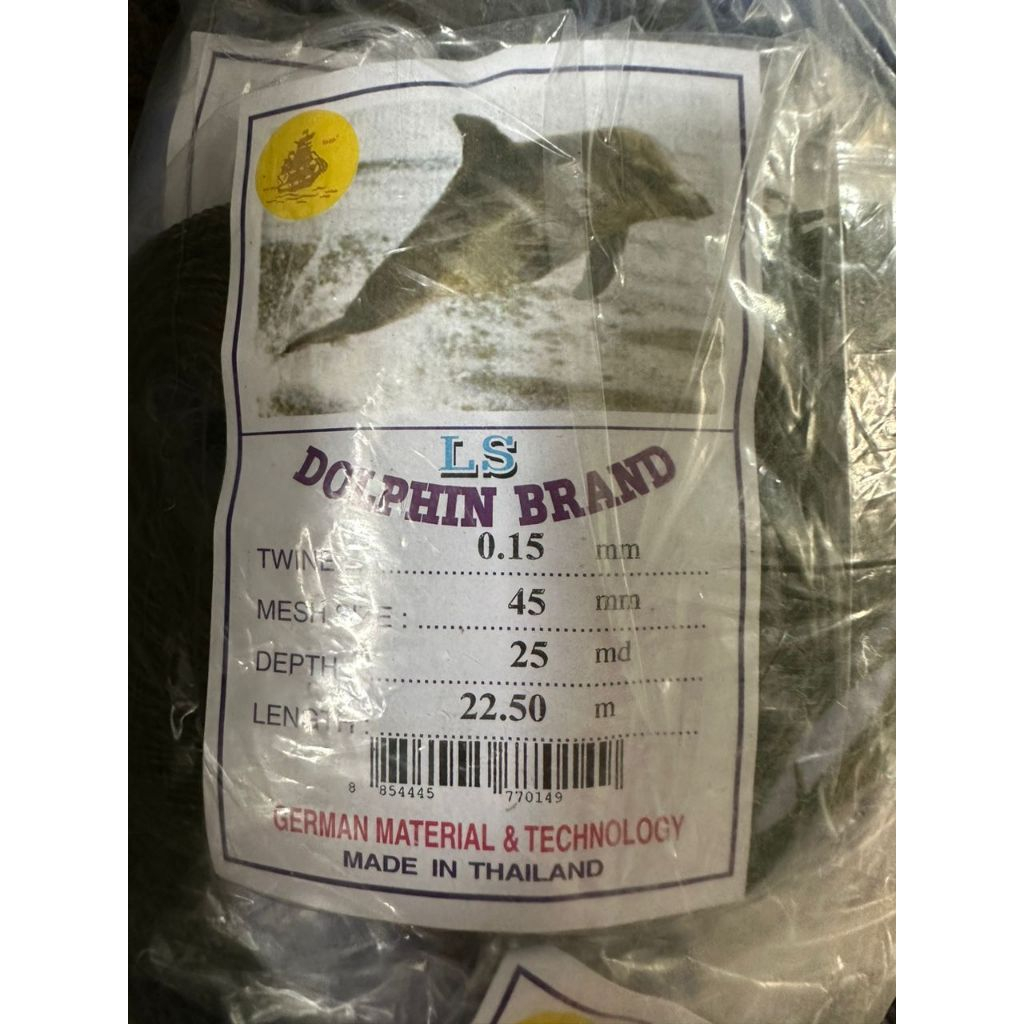 LS
DOLPHIN BRAND
TWINE 0.15 mm
MESH SIZE : 45 mm
DEPTH 25 md
LENGTH : 22.50 m
8 854445 770149
GERMAN MATERIAL & TECHNOLOGY
MADE IN THAILAND